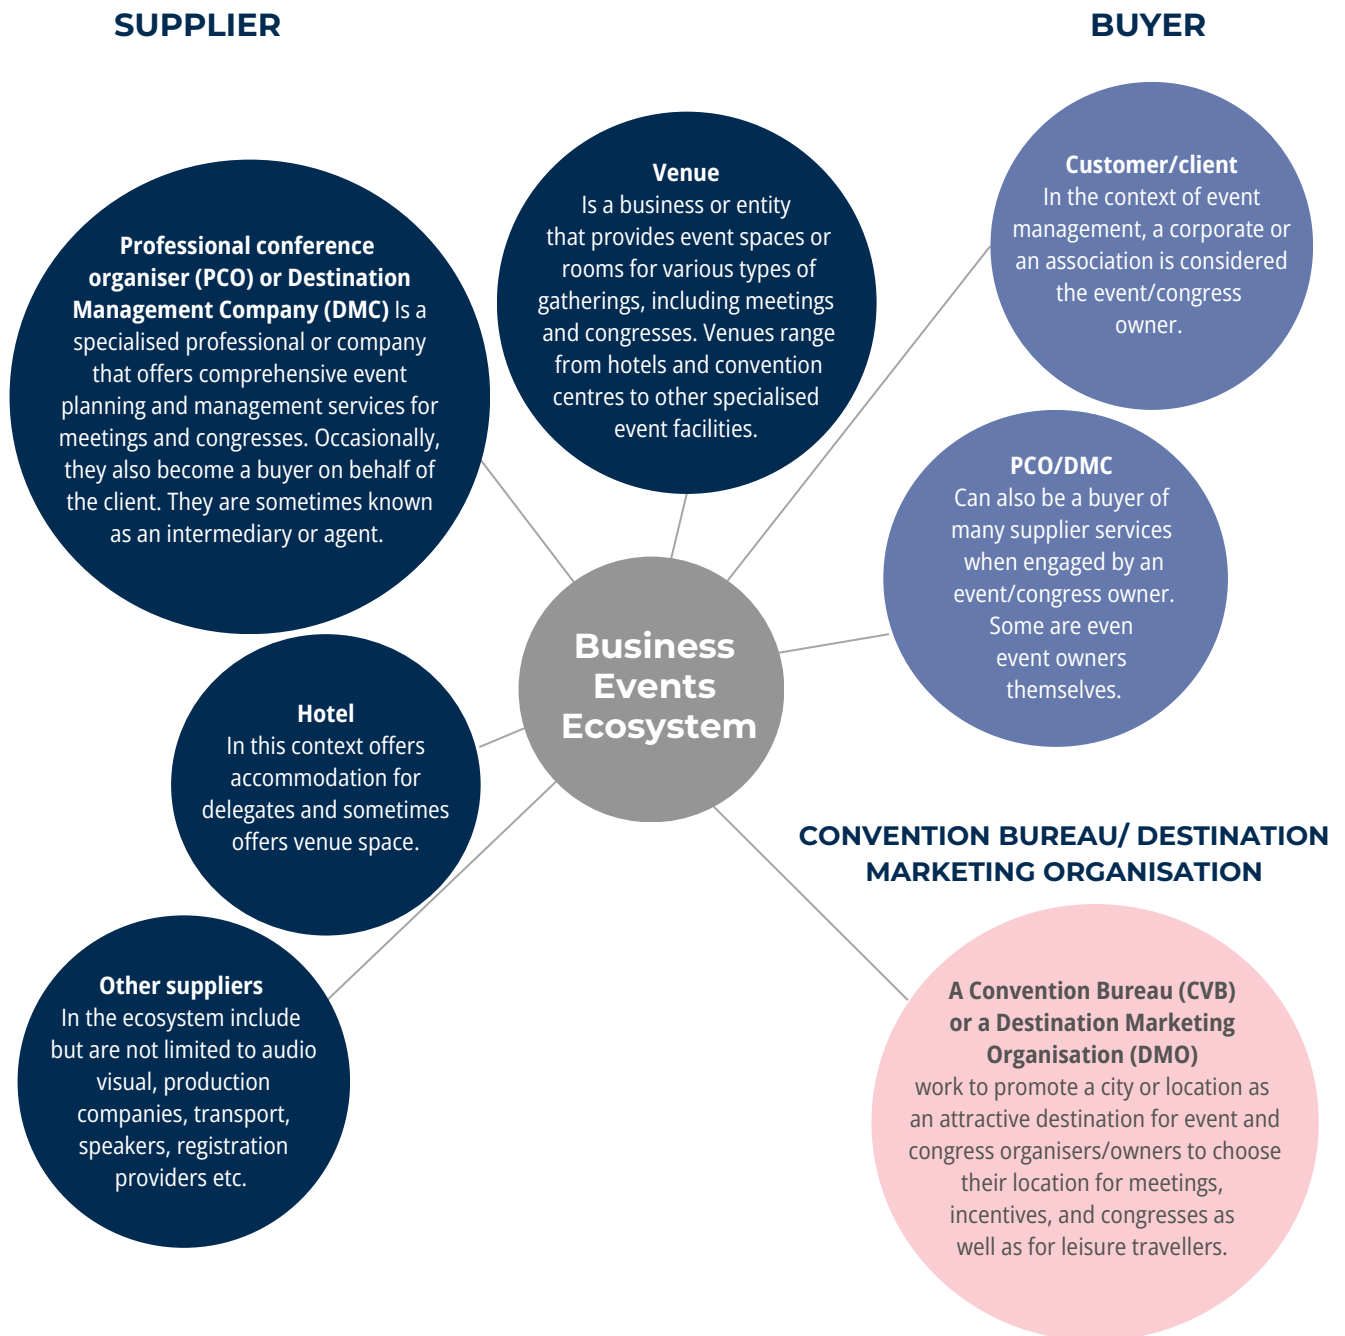 SUPPLIER
BUYER
Professional conference
organiser (PCO) or Destination
Management Company (DMC) Is a
specialised professional or company
that offers comprehensive event
planning and management services for
meetings and congresses. Occasionally,
they also become a buyer on behalf of
the client. They are sometimes known
as an intermediary or agent.
Venue
Is a business or entity
that provides event spaces or
rooms for various types of
gatherings, including meetings
and congresses. Venues range
from hotels and convention
centres to other specialised
event facilities.
Customer/client
In the context of event
management, a corporate or
an association is considered
the event/congress
owner.
PCO/DMC
Can also be a buyer of
many supplier services
when engaged by an
event/congress owner.
Some are even
event owners
themselves.
Business
Events
Ecosystem
Hotel
In this context offers
accommodation for
delegates and sometimes
offers venue space.
Other suppliers
In the ecosystem include
but are not limited to audio
visual, production
companies, transport,
speakers, registration
providers etc.
CONVENTION BUREAU/ DESTINATION
MARKETING ORGANISATION
A Convention Bureau (CVB)
or a Destination Marketing
Organisation (DMO)
work to promote a city or location as
an attractive destination for event and
congress organisers/owners to choose
their location for meetings,
incentives, and congresses as
well as for leisure travellers.